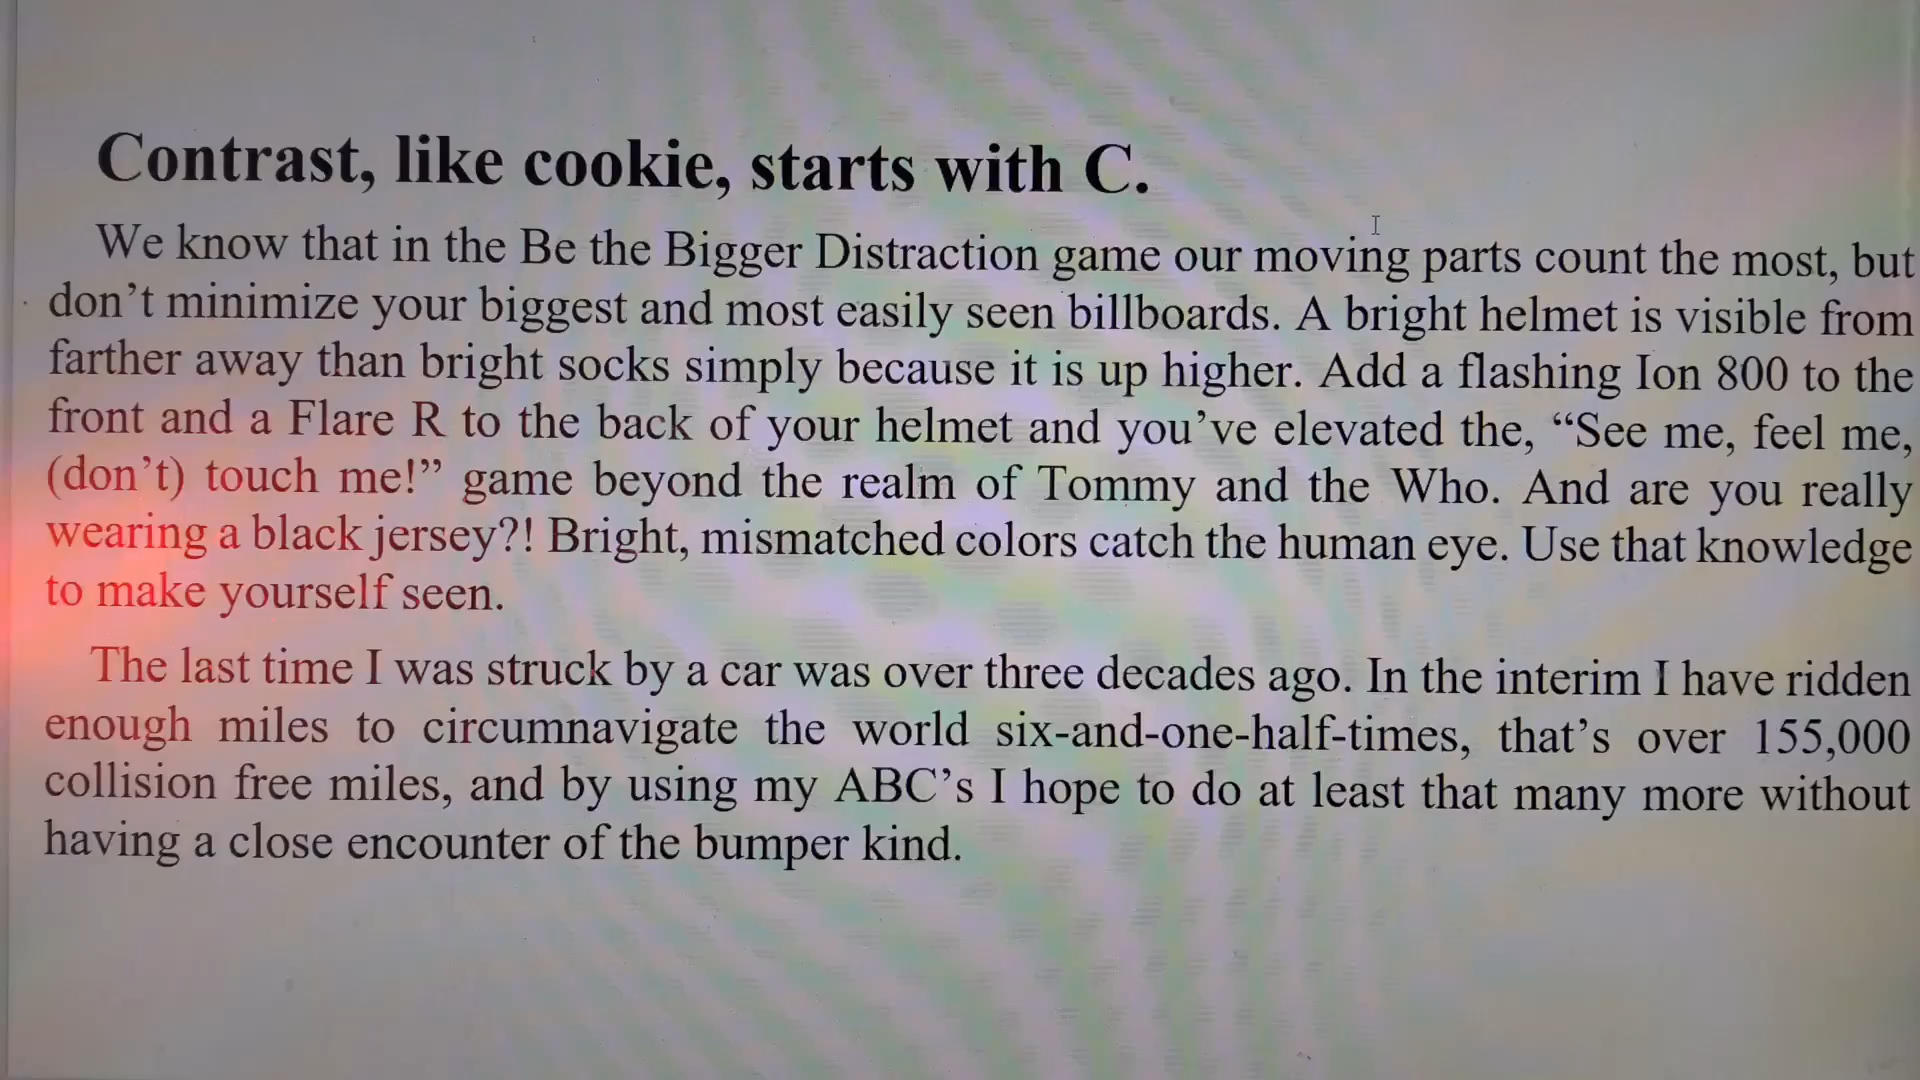 Contrast, like cookie, starts with C.
We know that in the Be the Bigger Distraction game our moving parts count the most, but
don’t minimize your biggest and most easily seen billboards. A bright helmet is visible from
farther away than bright socks simply because it is up higher. Add a flashing Ion 800 to the
front and a Flare R to the back of your helmet and you’ve elevated the, “See me, feel me,
(don’t) touch me!” game beyond the realm of Tommy and the Who. And are you really
wearing a black jersey?! Bright, mismatched colors catch the human eye. Use that knowledge
to make yourself seen.
The last time I was struck by a car was over three decades ago. In the interim I have ridden
enough miles to circumnavigate the world six-and-one-half-times, that’s over 155,000
collision free miles, and by using my ABC’s I hope to do at least that many more without
having a close encounter of the bumper kind.